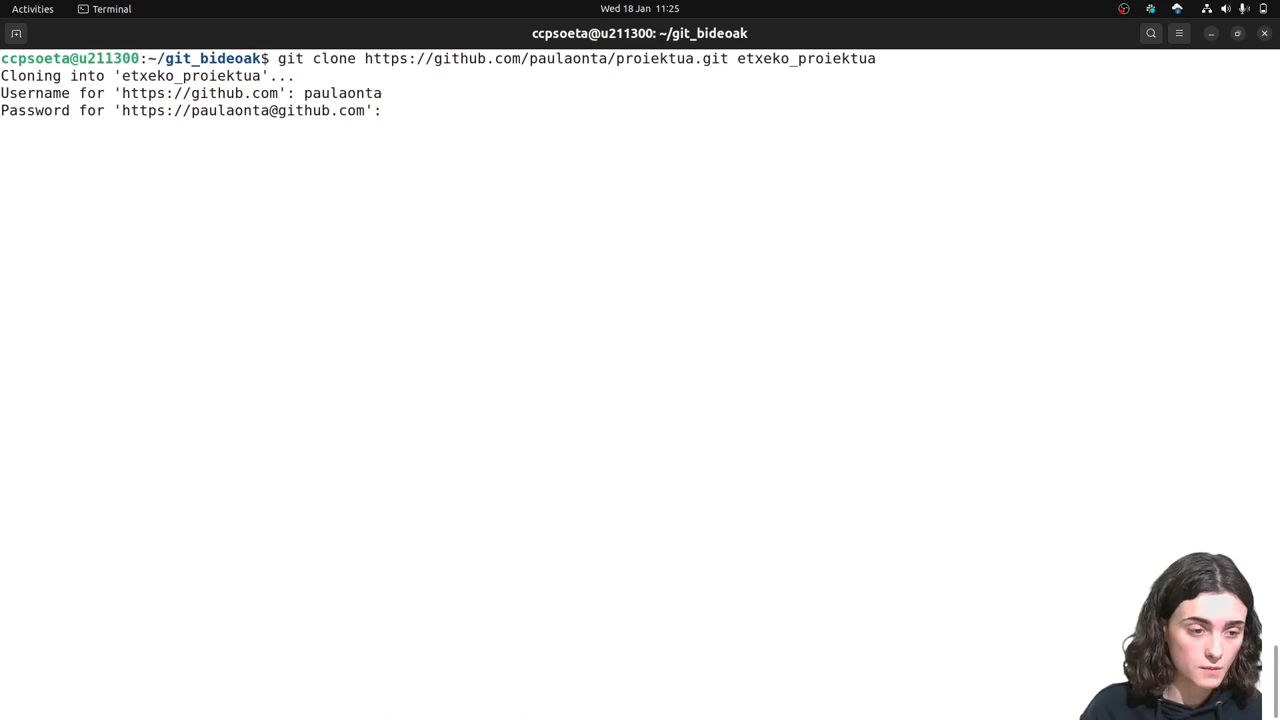 Activities Terminal Wed 18 Jan 11:25
ccpsoeta@u211300: ~/git_bideoak
ccpsoeta@u211300:~/git_bideoak$ git clone https://github.com/paulaonta/proiektua.git etxeko_proiektua
Cloning into 'etxeko_proiektua'...
Username for 'https://github.com': paulaonta
Password for 'https://paulaonta@github.com':